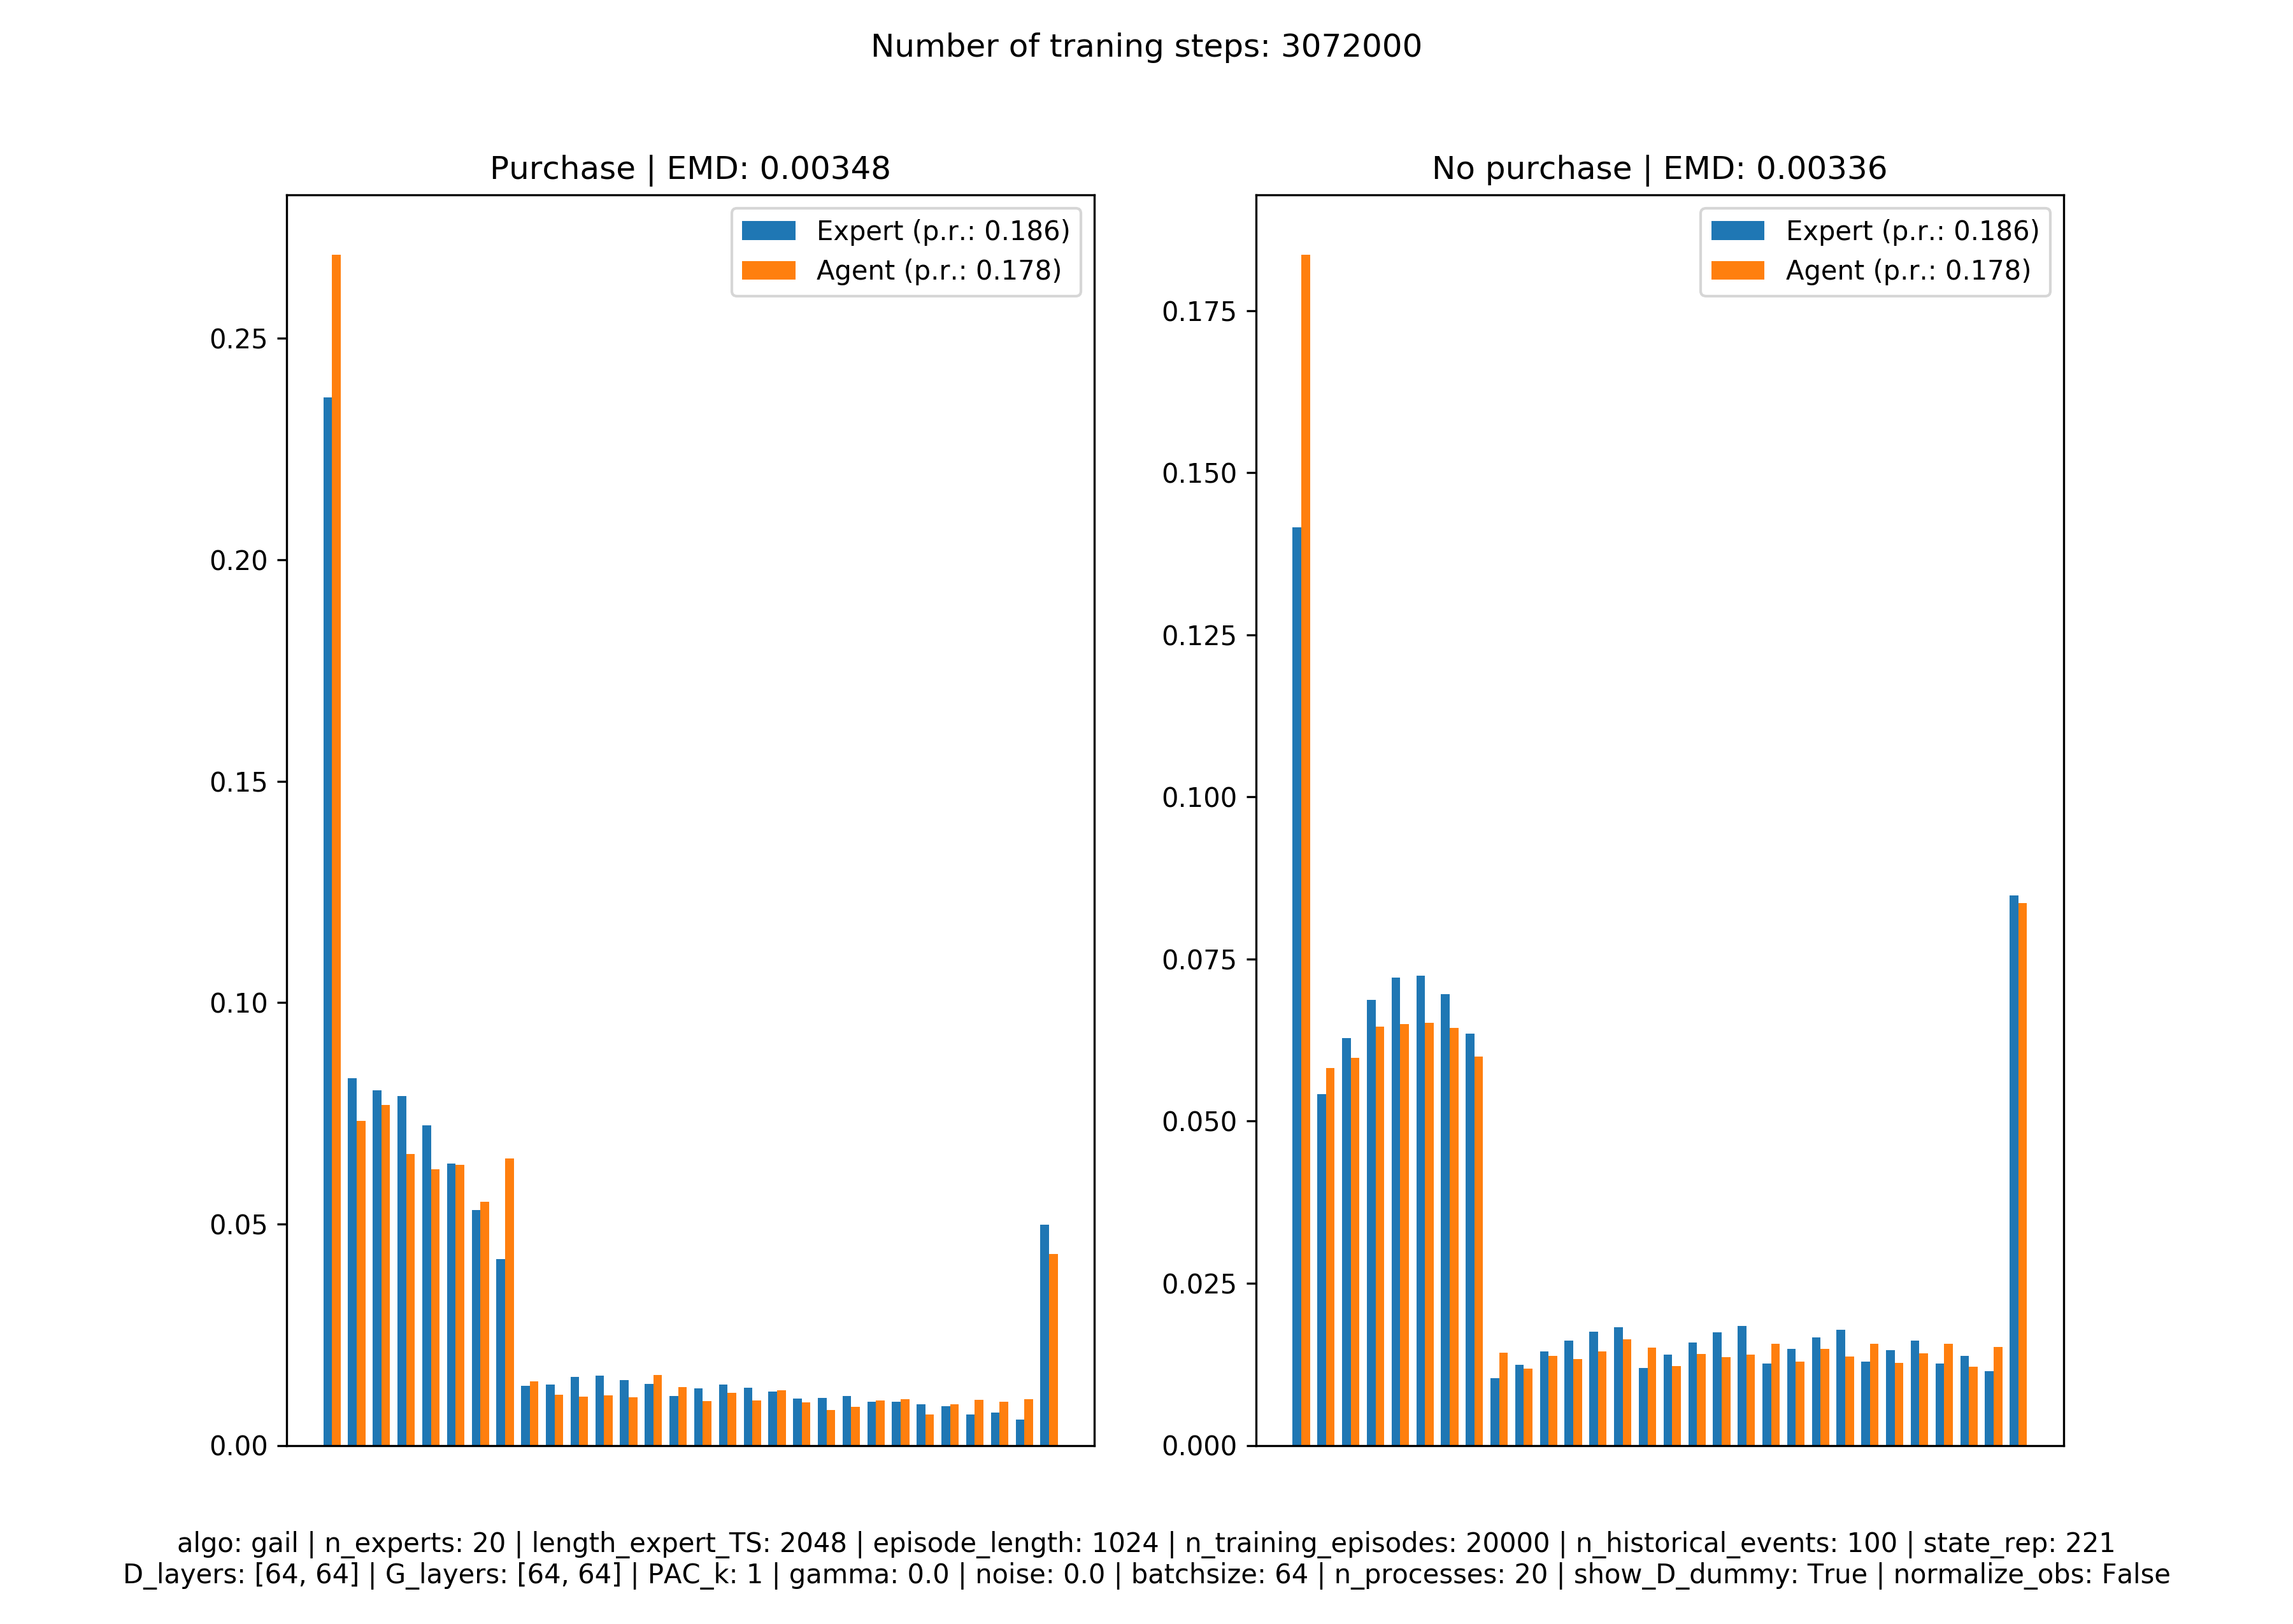 Number of traning steps: 3072000
Purchase | EMD: 0.00348
Expert (p.r.: 0.186)
Agent (p.r.: 0.178)
0.25
0.20
0.15
0.10
0.05
0.00
No purchase | EMD: 0.00336
Expert (p.r.: 0.186)
Agent (p.r.: 0.178)
0.175
0.150
0.125
0.100
0.075
0.050
0.025
0.000
algo: gail | n_experts: 20 | length_expert_TS: 2048 | episode_length: 1024 | n_training_episodes: 20000 | n_historical_events: 100 | state_rep: 221
D_layers: [64, 64] | G_layers: [64, 64] | PAC_k: 1 | gamma: 0.0 | noise: 0.0 | batchsize: 64 | n_processes: 20 | show_D_dummy: True | normalize_obs: False